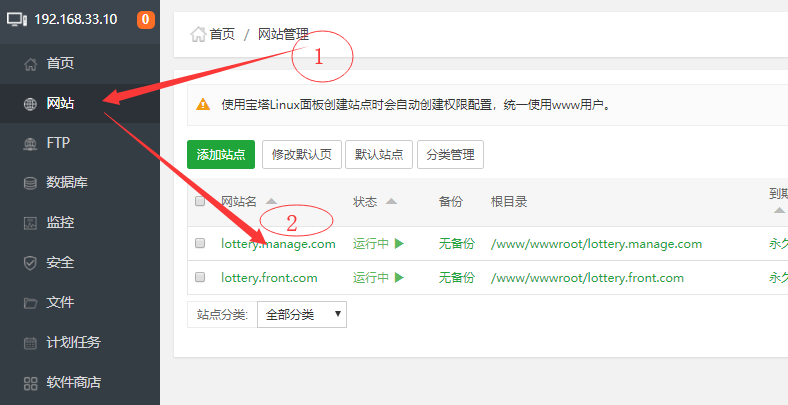 192.168.33.10 0
首页
网站
FTP
数据库
监控
安全
文件
计划任务
软件商店
首页 / 网站管理
1
使用宝塔Linux面板创建站点时会自动创建权限配置，统一使用www用户。
添加站点 修改默认页 默认站点 分类管理
网站名 状态 备份 根目录 到期
2
lottery.manage.com 运行中 无备份 /www/wwwroot/lottery.manage.com 永久
lottery.front.com 运行中 无备份 /www/wwwroot/lottery.front.com 永久
站点分类: 全部分类